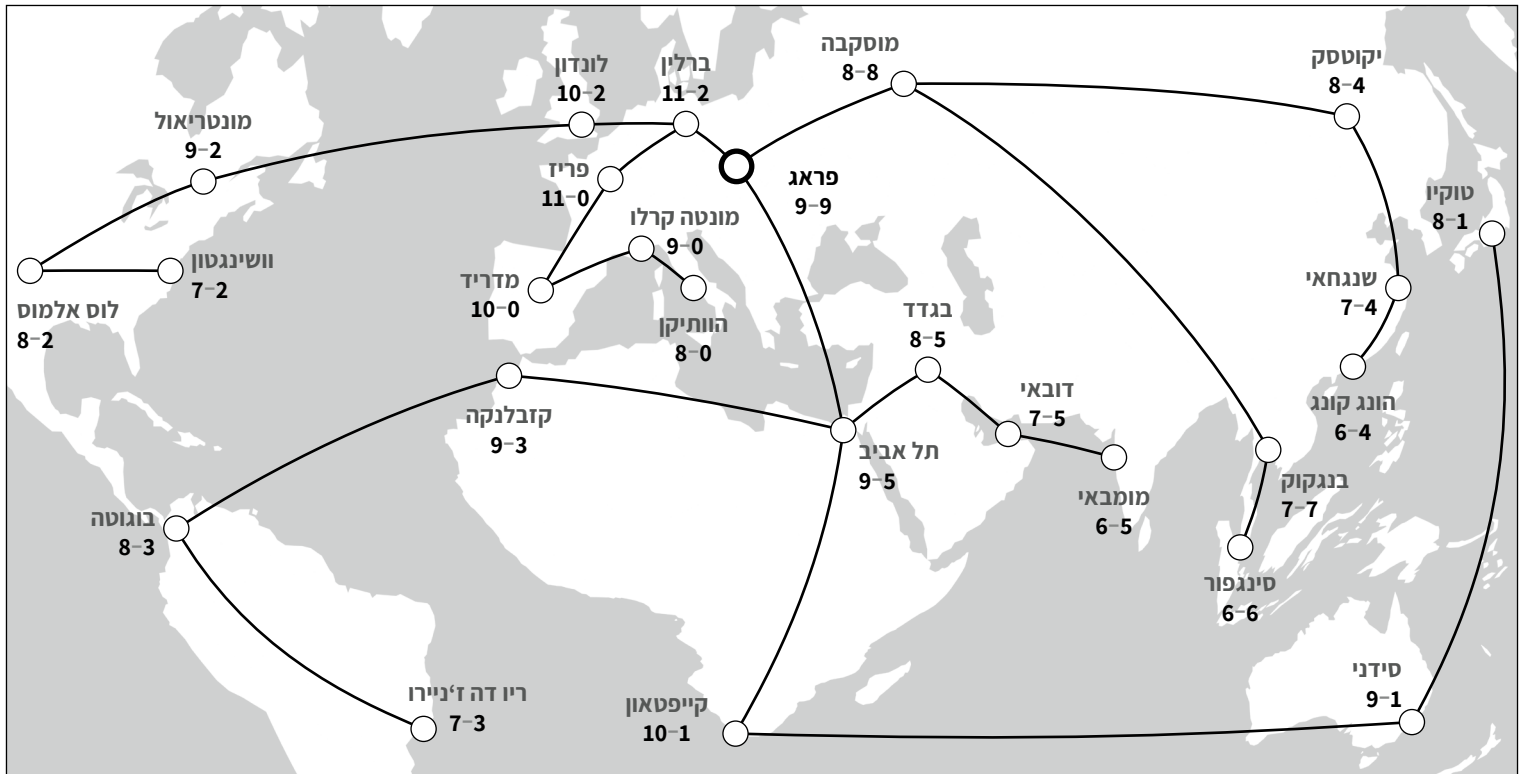 מוסקבה
8–8
יקוטסק
8–4
ברלין
11–2
לונדון
10–2
מונטריאול
9–2
פריז
11–0
פראג
9–9
טוקיו
8–1
מונטה קרלו
9–0
וושינגטון
7–2
מדריד
10–0
שנגחאי
7–4
לוס אלמוס
8–2
הוותיקן
8–0
בגדד
8–5
דובאי
7–5
הונג קונג
6–4
קזבלנקה
9–3
תל אביב
9–5
בנגקוק
7–7
מומבאי
6–5
בוגוטה
8–3
סינגפור
6–6
סידני
9–1
ריו דה ז‘ניירו
7–3
קייפטאון
10–1